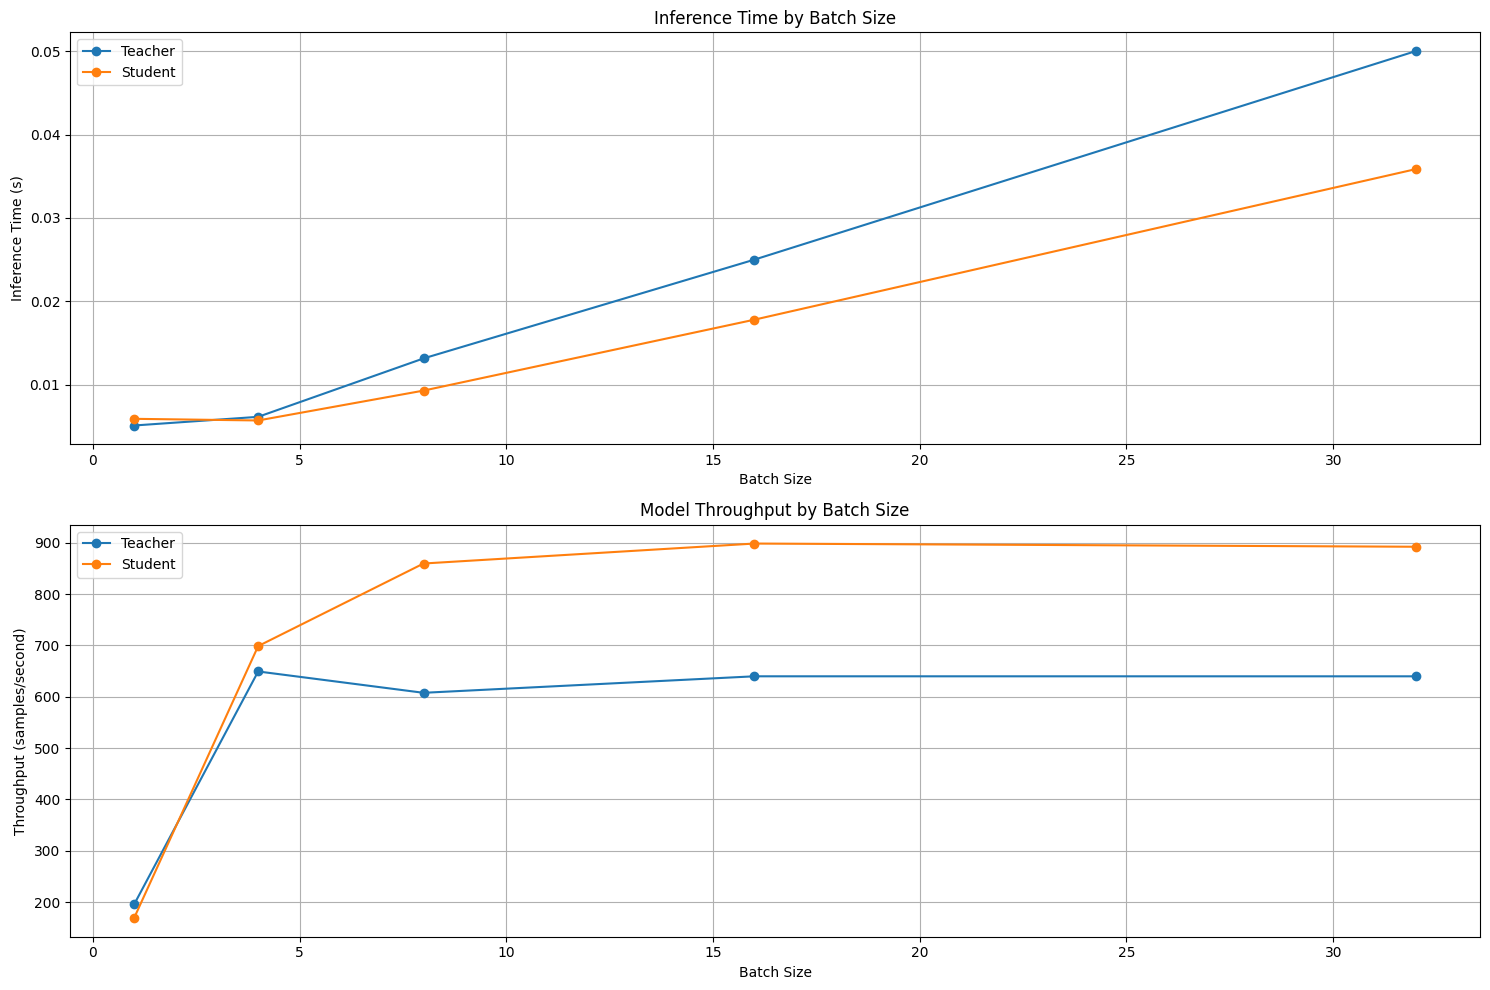 Inference Time by Batch Size
Teacher
Student
0.05
0.04
0.03
0.02
0.01
Inference Time (s)
0 5 10 15 20 25 30
Batch Size
Model Throughput by Batch Size
Teacher
Student
900
800
700
600
500
400
300
200
Throughput (samples/second)
0 5 10 15 20 25 30
Batch Size